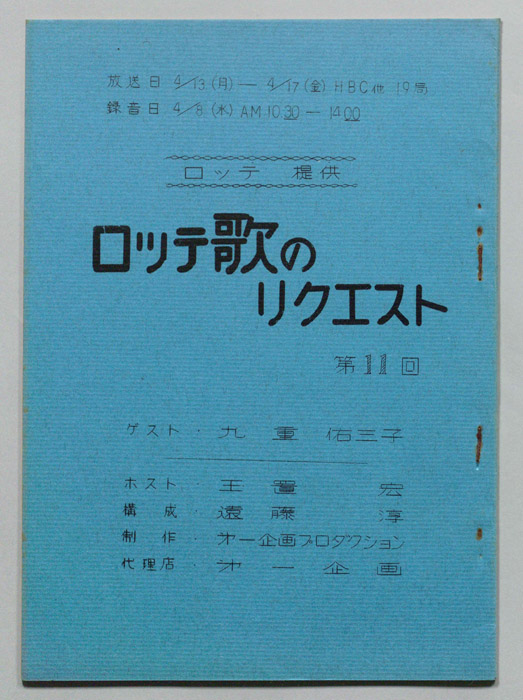 放送日 4/13(月)― 4/17(金)HBC他 19局
録音日 4/8(水)AM10 30 ― 14 00
ロッテ 提供
ロッテ歌の
リクエスト
第11回
ゲスト・九重 佑三子
ホスト・玉置 宏
構成・遠藤 淳
制作・㐧一企画プロダクション
代理店・㐧一企画